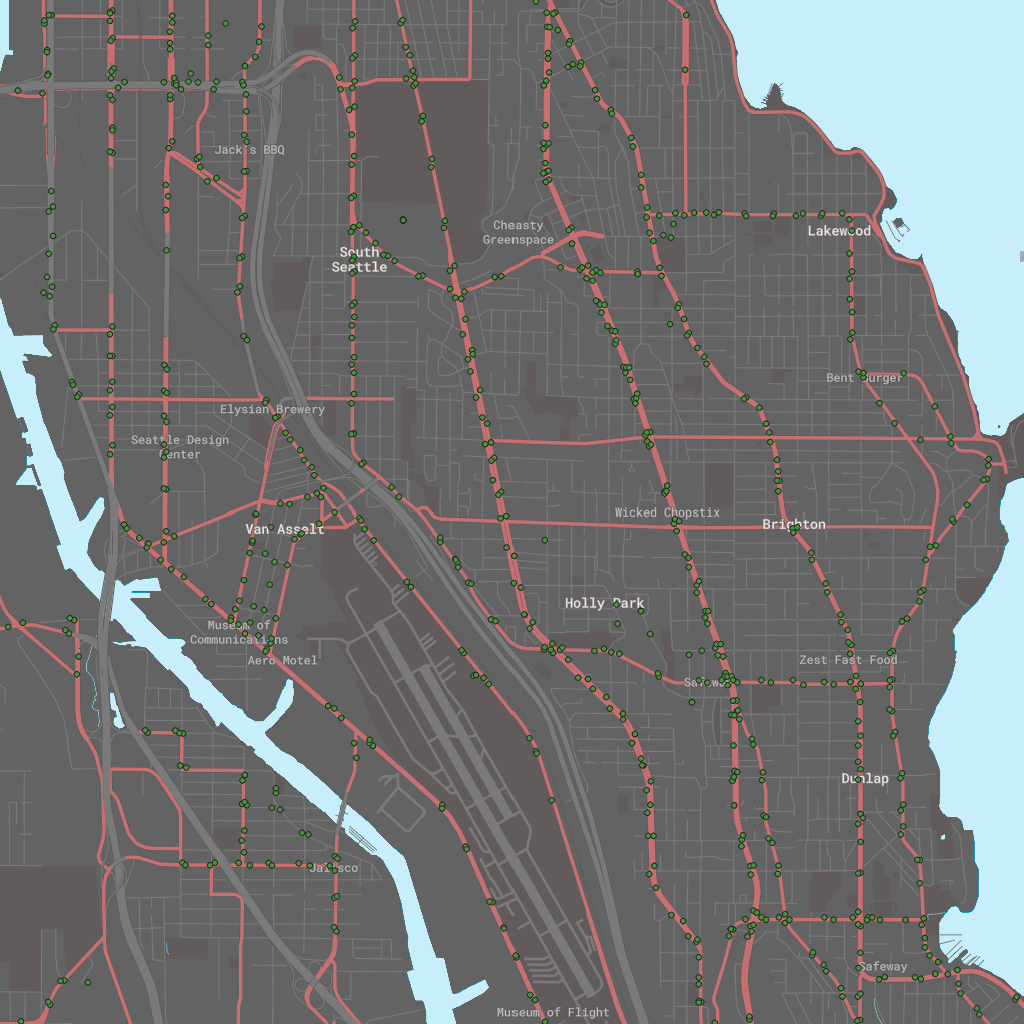 Jack's BBQ
Cheasty
Greenspace
Lakewood
South
Seattle
Bent Burger
Elysian Brewery
Seattle Design
Center
Wicked Chopstix
Van Asselt
Brighton
Holly Park
Museum of
Communications
Aero Motel
Zest Fast Food
Safeway
Dunlap
Jalisco
Safeway
Museum of Flight